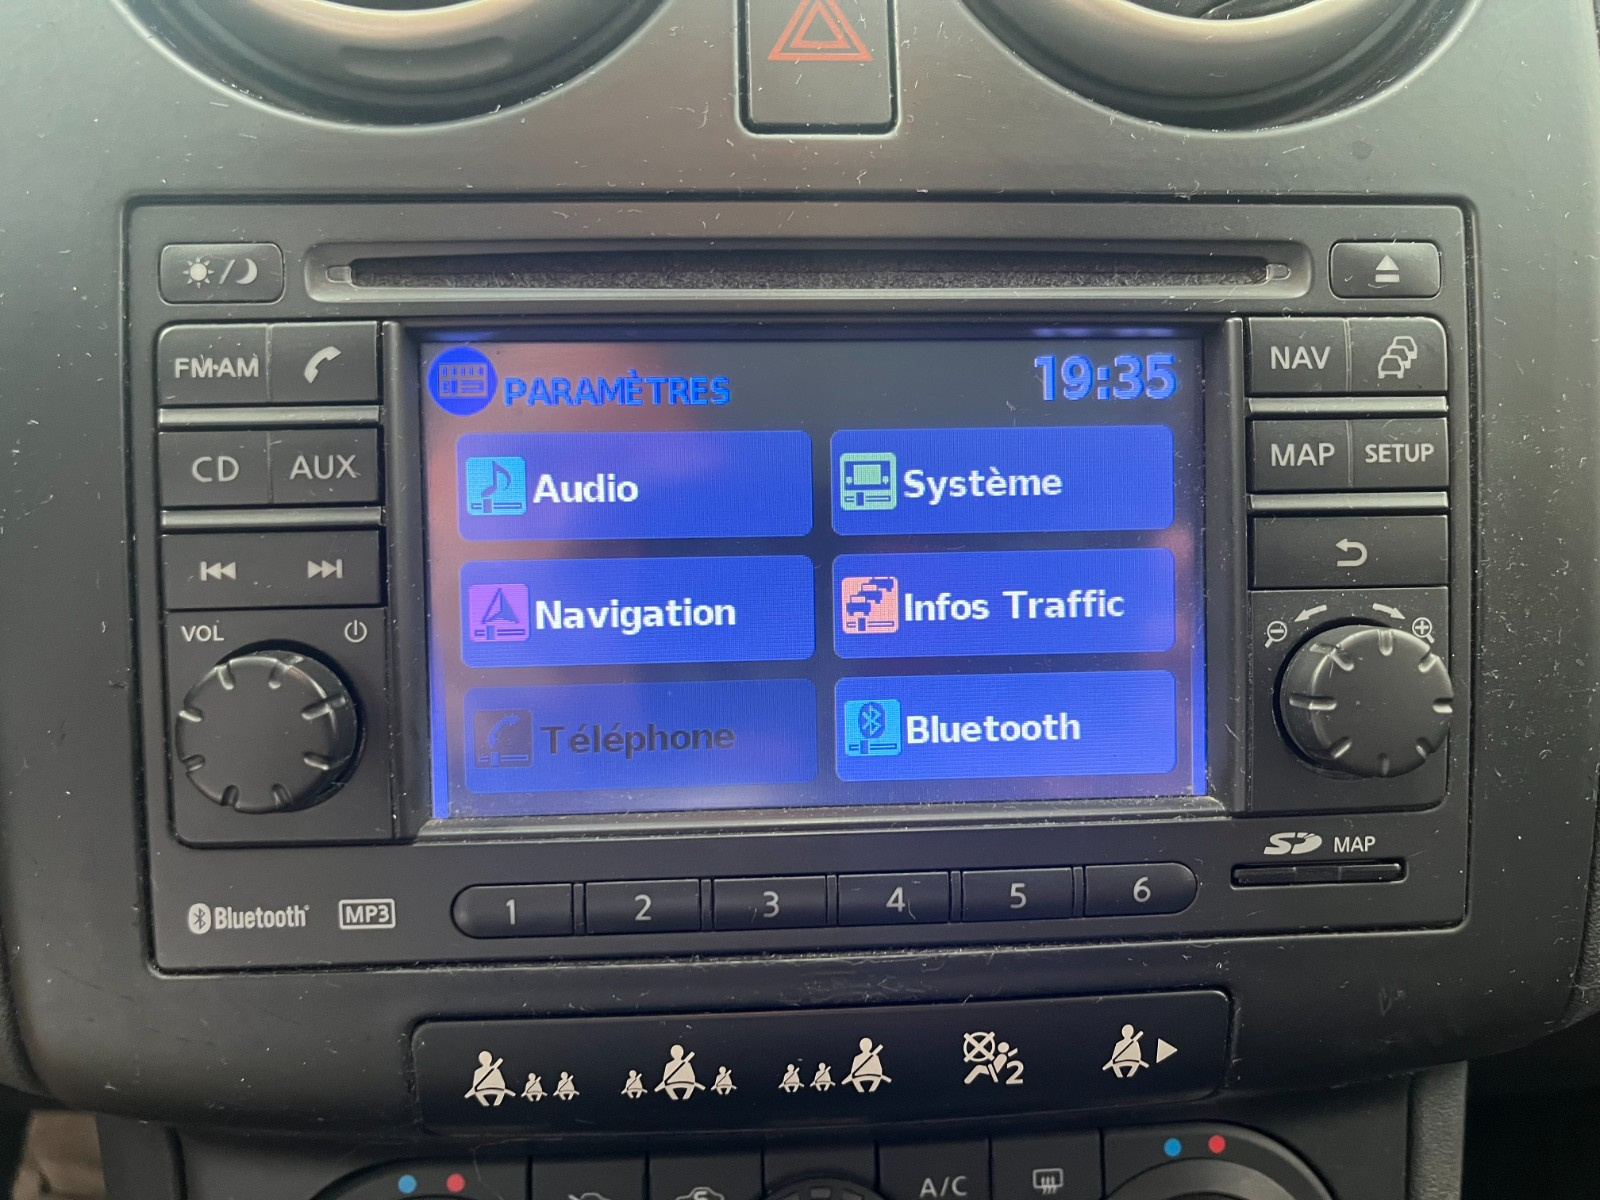 FM·AM
CD
AUX
VOL
PARAMÈTRES
19:35
Audio
Système
Navigation
Infos Traffic
Téléphone
Bluetooth
NAV
MAP
SETUP
SD MAP
Bluetooth
MP3
1
2
3
4
5
6
2
A/C